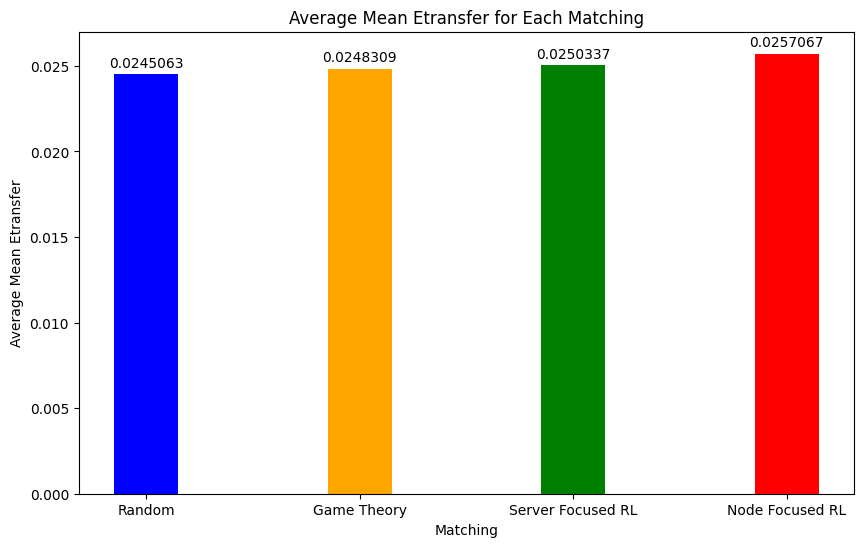 Average Mean Etransfer for Each Matching
0.0245063
0.0248309
0.0250337
0.0257067
Average Mean Etransfer
0.025
0.020
0.015
0.010
0.005
0.000
Random
Game Theory
Server Focused RL
Node Focused RL
Matching